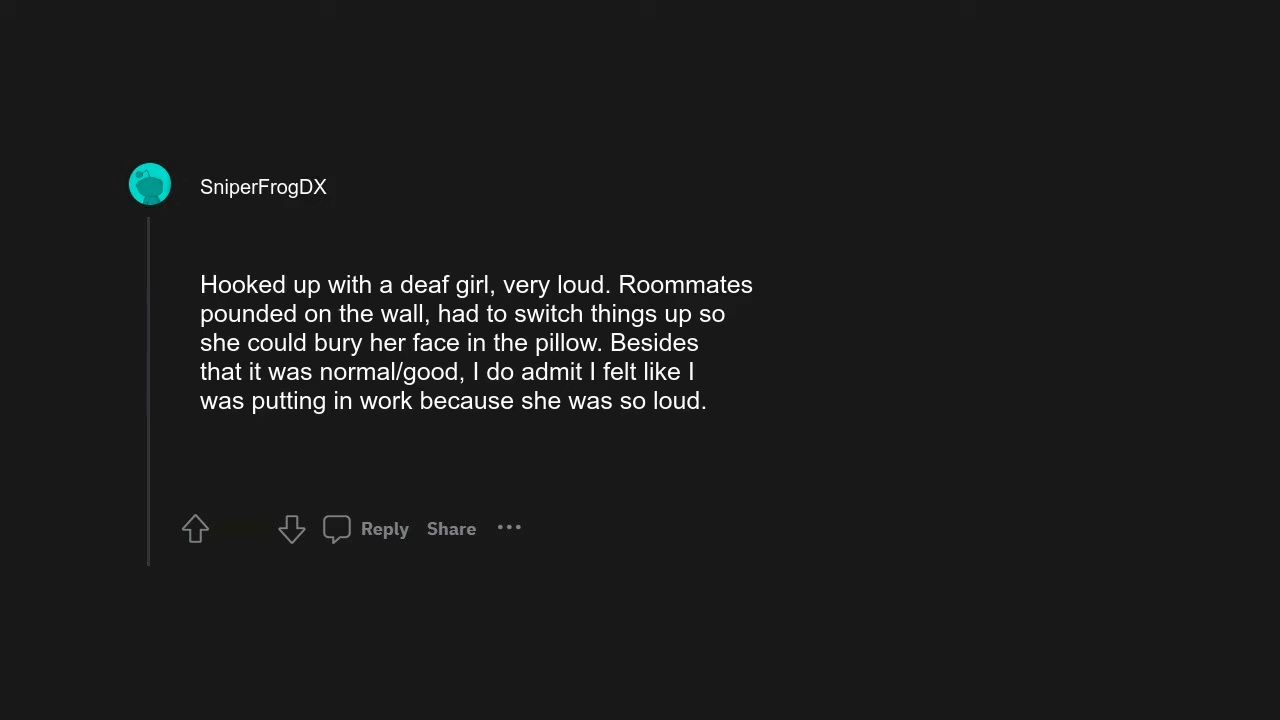 SniperFrogDX
Hooked up with a deaf girl, very loud. Roommates
pounded on the wall, had to switch things up so
she could bury her face in the pillow. Besides
that it was normal/good, I do admit I felt like I
was putting in work because she was so loud.
Reply Share